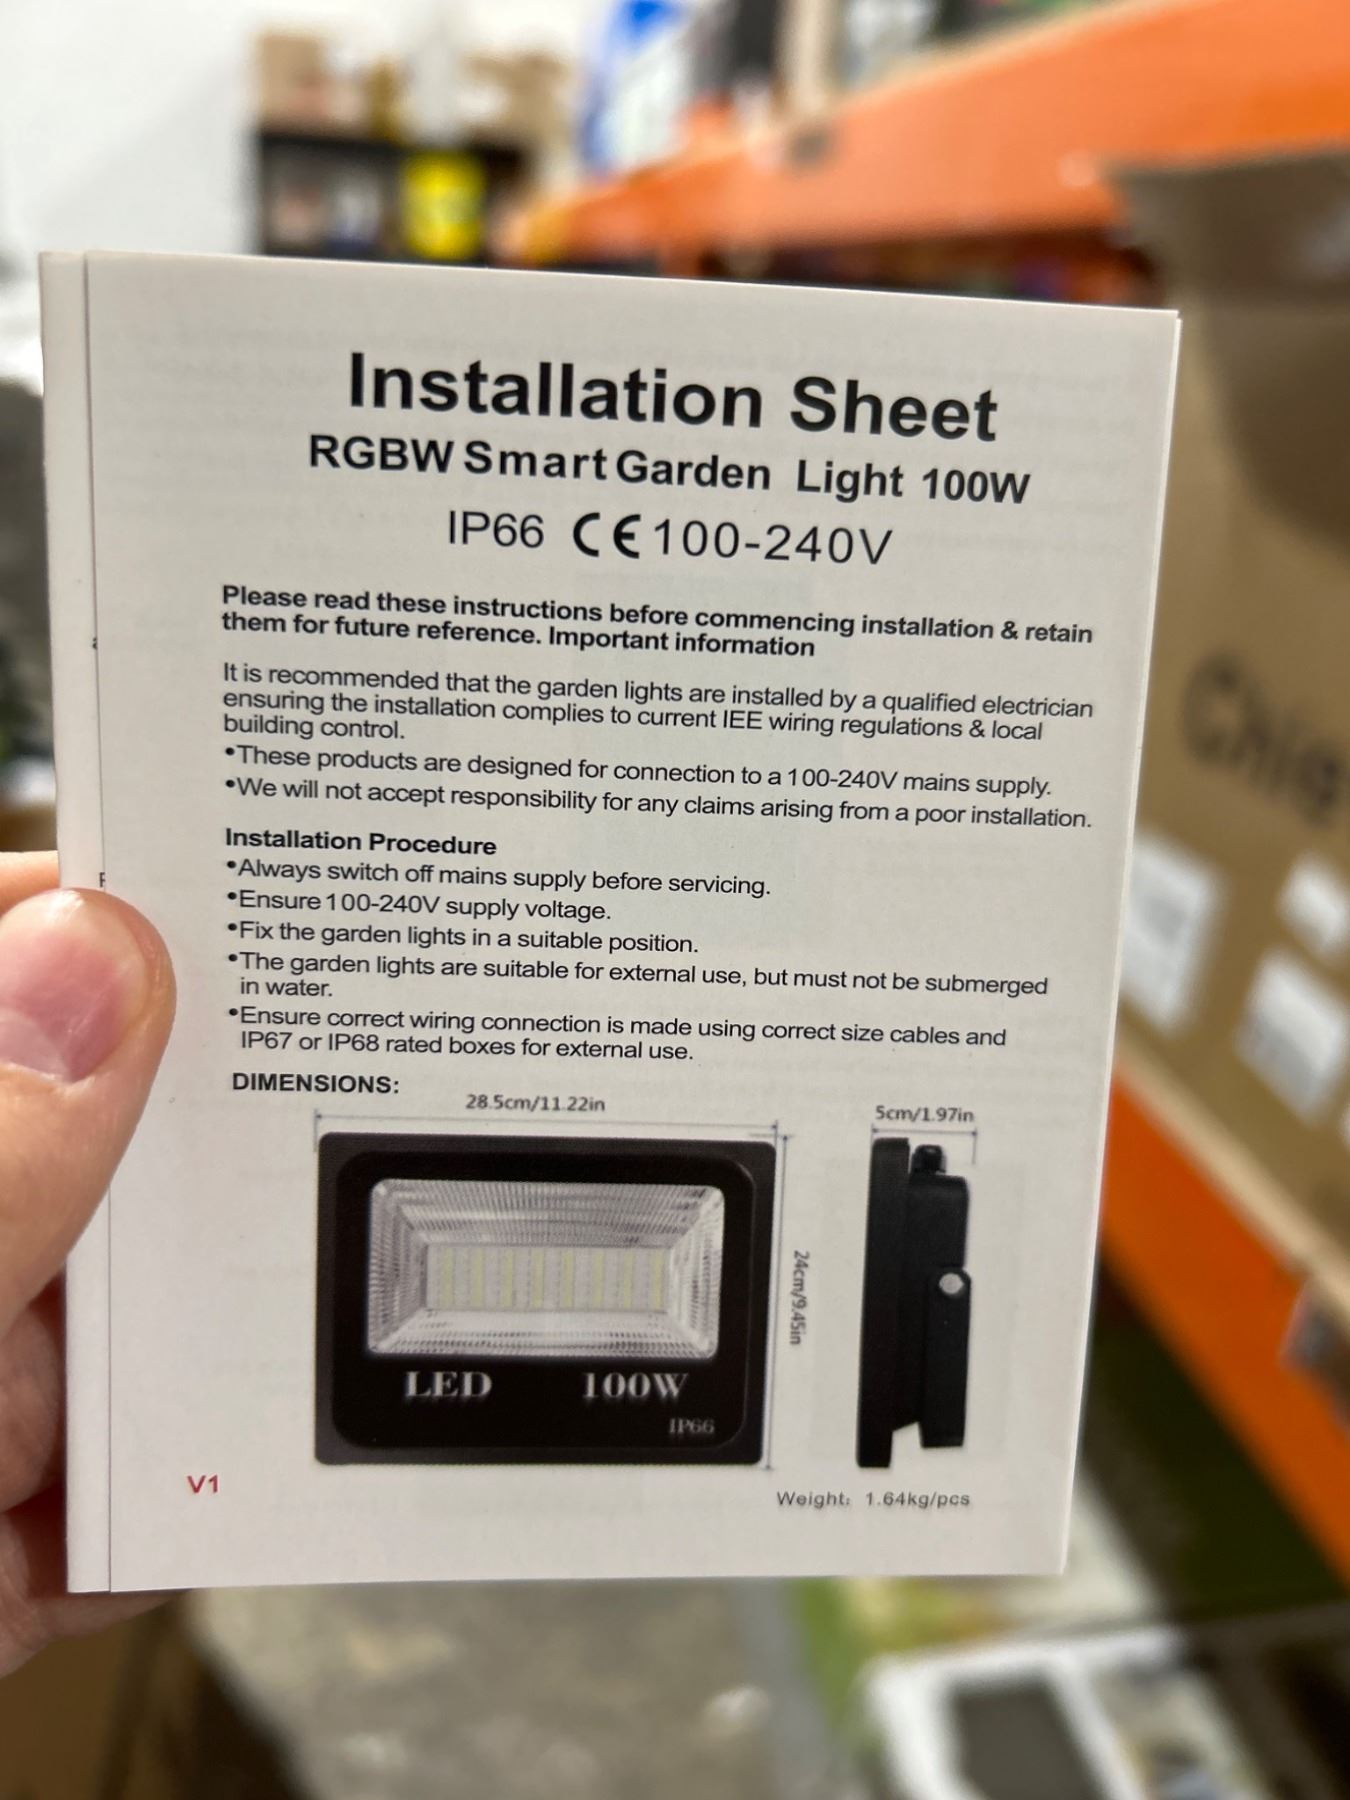 Installation Sheet
RGBW Smart Garden Light 100W
IP66 CE 100-240V
Please read these instructions before commencing installation & retain
them for future reference. Important information
It is recommended that the garden lights are installed by a qualified electrician
ensuring the installation complies to current IEE wiring regulations & local
building control.
•These products are designed for connection to a 100-240V mains supply.
•We will not accept responsibility for any claims arising from a poor installation.
Installation Procedure
•Always switch off mains supply before servicing.
•Ensure 100-240V supply voltage.
•Fix the garden lights in a suitable position.
•The garden lights are suitable for external use, but must not be submerged
in water.
•Ensure correct wiring connection is made using correct size cables and
IP67 or IP68 rated boxes for external use.
DIMENSIONS:
28.5cm/11.22in
5cm/1.97in
24cm/9.45in
LED 100W
IP66
V1
Weight: 1.64kg/pcs